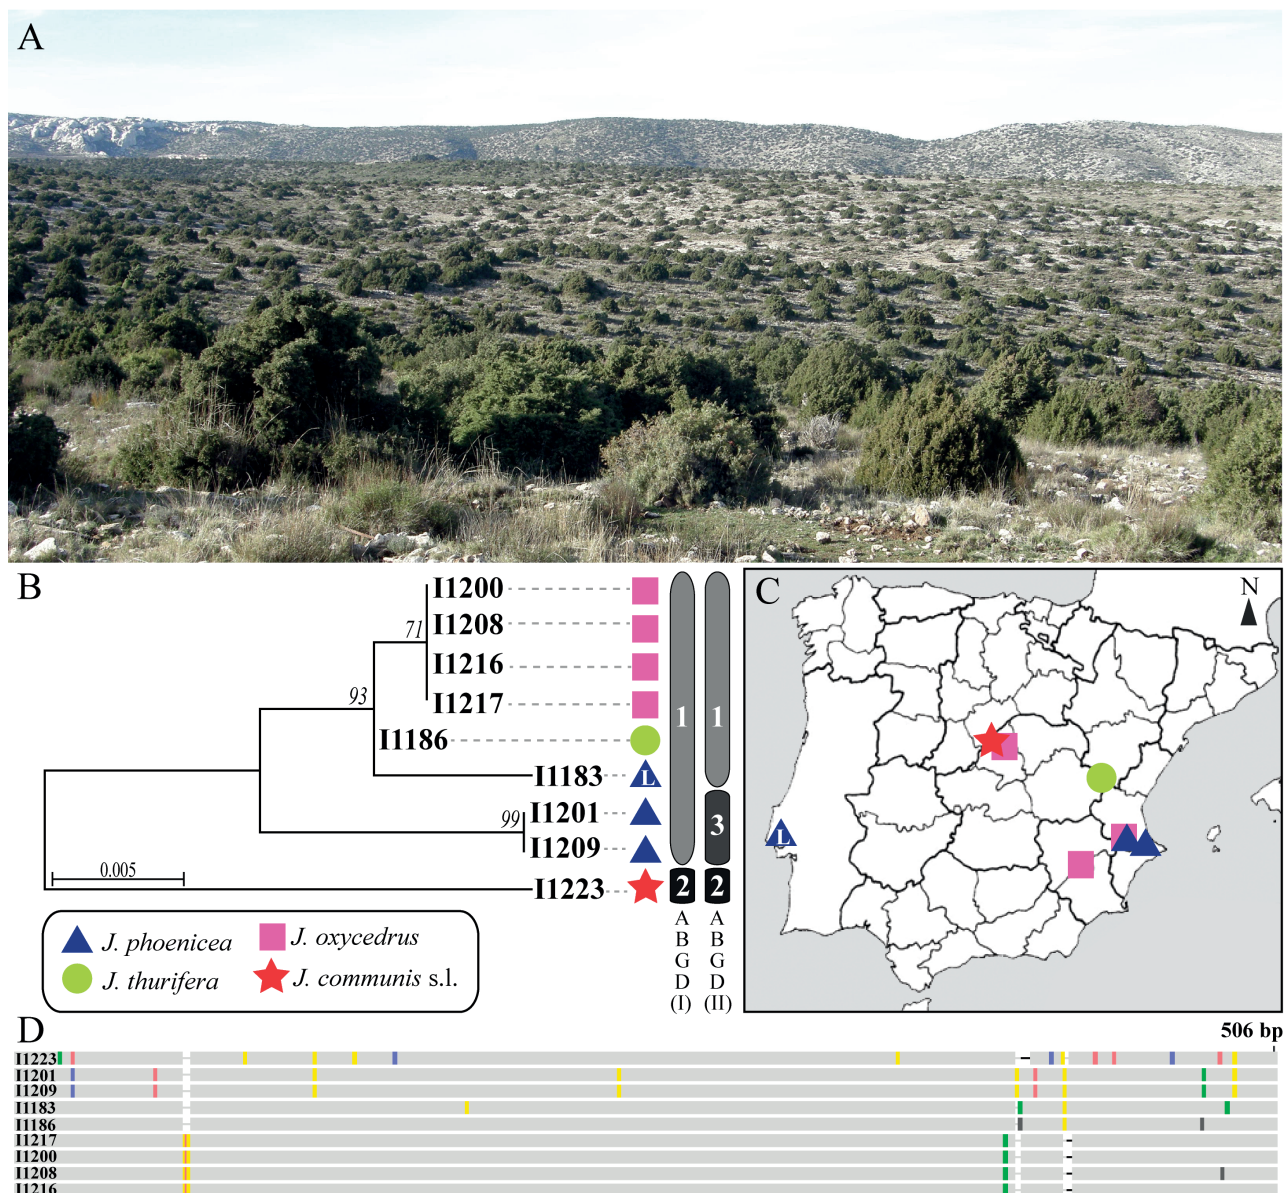 A
B
I1200
71
I1208
I1216
93
I1217
1
1
I1186
I1183
L
99
I1201
3
I1209
0.005
I1223
2
2
A
B
G
D
(I)
A
B
G
D
(II)
J. phoenicea
J. oxycedrus
J. thurifera
J. communis s.l.
C
N
L
D
506 bp
I1223
I1201
I1209
I1183
I1186
I1217
I1200
I1208
I1216